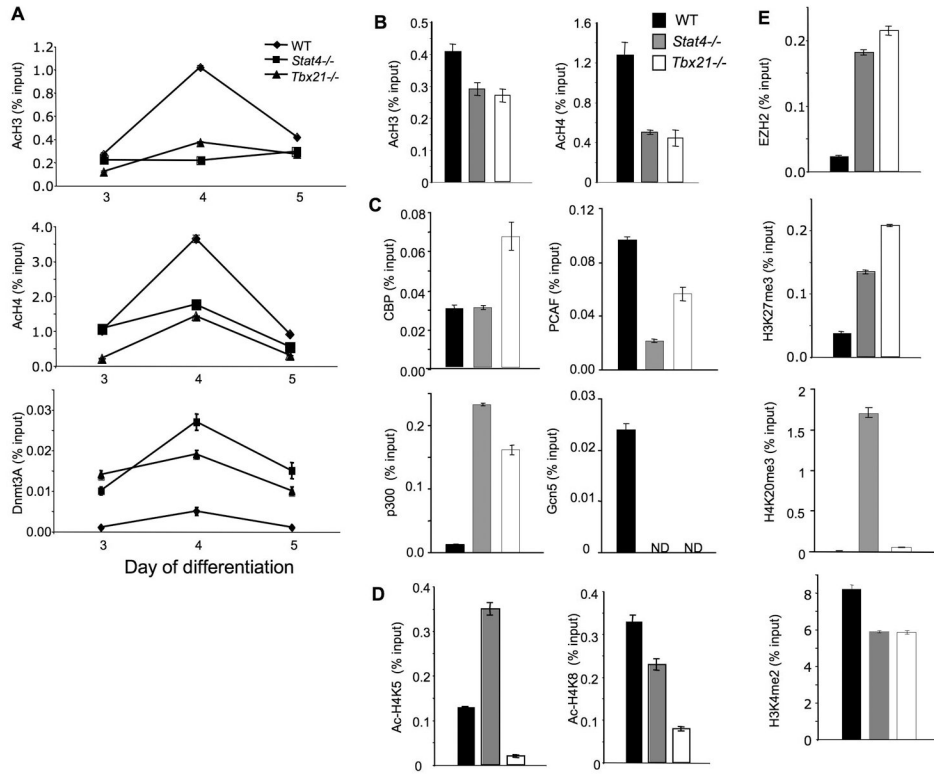 A
WT
Stat4-/-
Tbx21-/-
AcH3 (% input)
1.2
1.0
0.8
0.6
0.4
0.2
0.0
3 4 5
AcH4 (% input)
4.0
3.0
2.0
1.0
0.0
3 4 5
Dnmt3A (% input)
0.03
0.02
0.01
0.00
3 4 5
Day of differentiation
B
AcH3 (% input)
0.5
0.4
0.3
0.2
0.1
0
AcH4 (% input)
1.6
1.2
0.8
0.4
0
WT
Stat4-/-
Tbx21-/-
C
CBP (% input)
0.08
0.06
0.04
0.02
0.00
PCAF (% input)
0.12
0.08
0.04
0.00
p300 (% input)
0.2
0.1
0.0
Gcn5 (% input)
0.03
0.02
0.01
0
ND ND
D
Ac-H4K5 (% input)
0.4
0.3
0.2
0.1
0
Ac-H4K8 (% input)
0.4
0.3
0.2
0.1
0
E
EZH2 (% input)
0.2
0.1
0.0
H3K27me3 (% input)
0.2
0.1
0.0
H4K20me3 (% input)
2
1.5
1
0.5
0
H3K4me2 (% input)
8
6
4
2
0